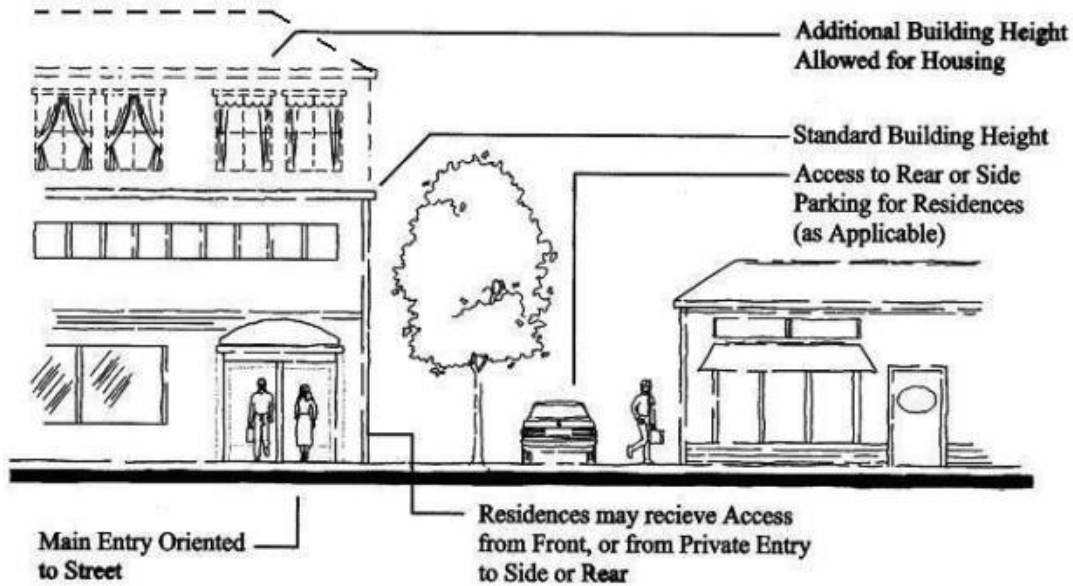 Additional Building Height
Allowed for Housing
Standard Building Height
Access to Rear or Side
Parking for Residences
(as Applicable)
Main Entry Oriented
to Street
Residences may recieve Access
from Front, or from Private Entry
to Side or Rear